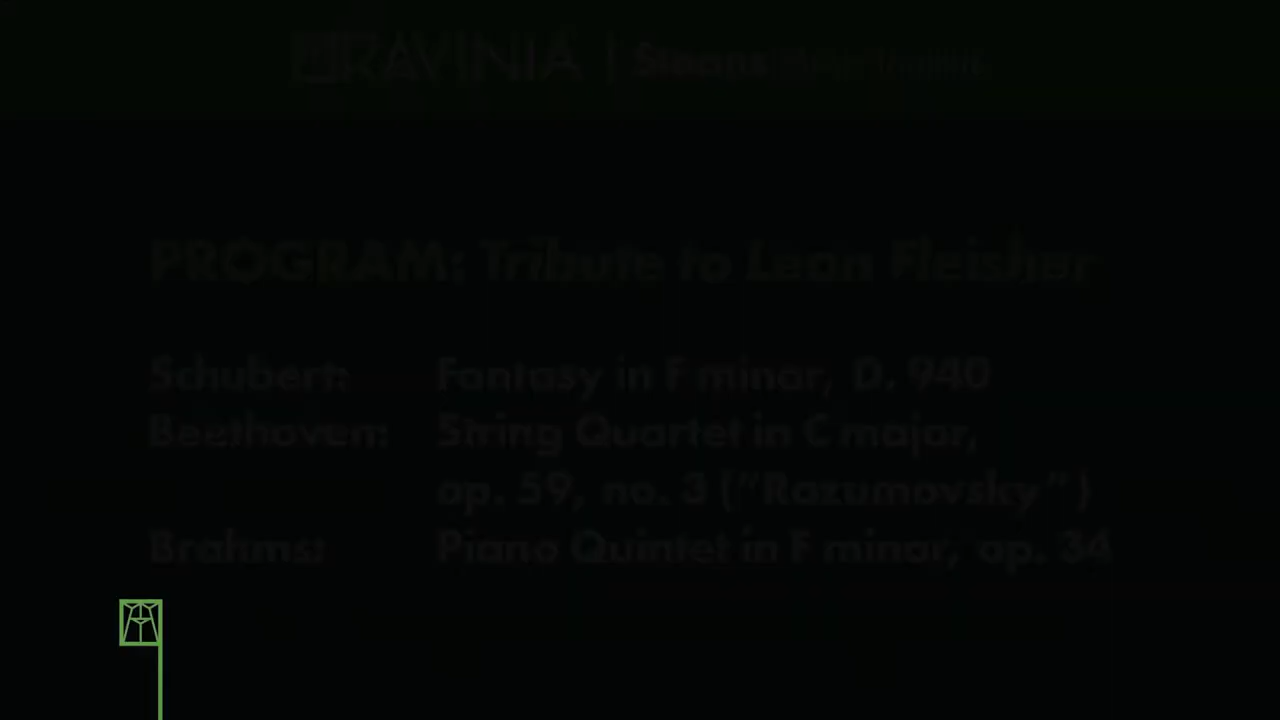 RAVINIA | Steans
PROGRAM: Tribute to Leon Fleisher
Schubert: Fantasy in F minor, D. 940
Beethoven: String Quartet in C major,
op. 59, no. 3 ("Razumovsky")
Brahms: Piano Quintet in F minor, op. 34